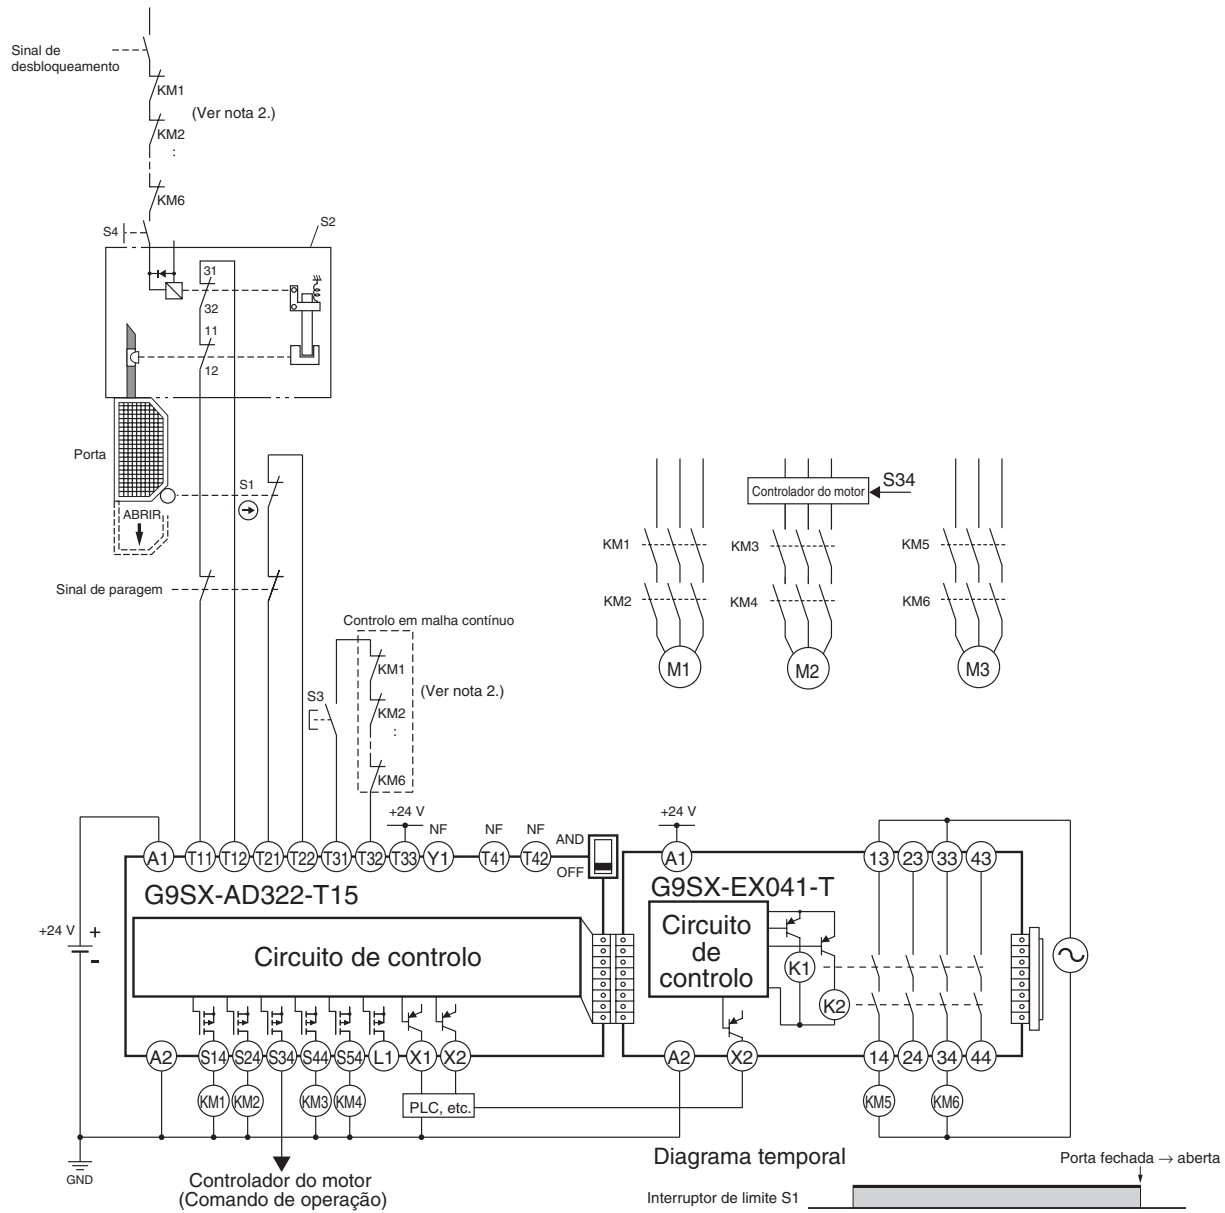 Sinal de
desbloqueamento
KM1
(Ver nota 2.)
KM2
:
KM6
S4
S2
31
32
11
12
Porta
S1
ABRIR
Sinal de paragem
Controlo em malha contínuo
KM1
S3
(Ver nota 2.)
KM2
:
KM6
Controlador do motor
S34
KM1
KM3
KM5
KM2
KM4
KM6
M1
M2
M3
+24 V
NF
NF
NF
AND
OFF
A1
T11
T12
T21
T22
T31
T32
T33
Y1
T41
T42
+24 V
A1
13
23
33
43
G9SX-AD322-T15
G9SX-EX041-T
+24 V
+
-
Circuito de controlo
Circuito
de
controlo
K1
K2
A2
S14
S24
S34
S44
S54
L1
X1
X2
A2
X2
14
24
34
44
KM1
KM2
KM3
KM4
PLC, etc.
KM5
KM6
GND
Controlador do motor
(Comando de operação)
Diagrama temporal
Porta fechada → aberta
Interruptor de limite S1